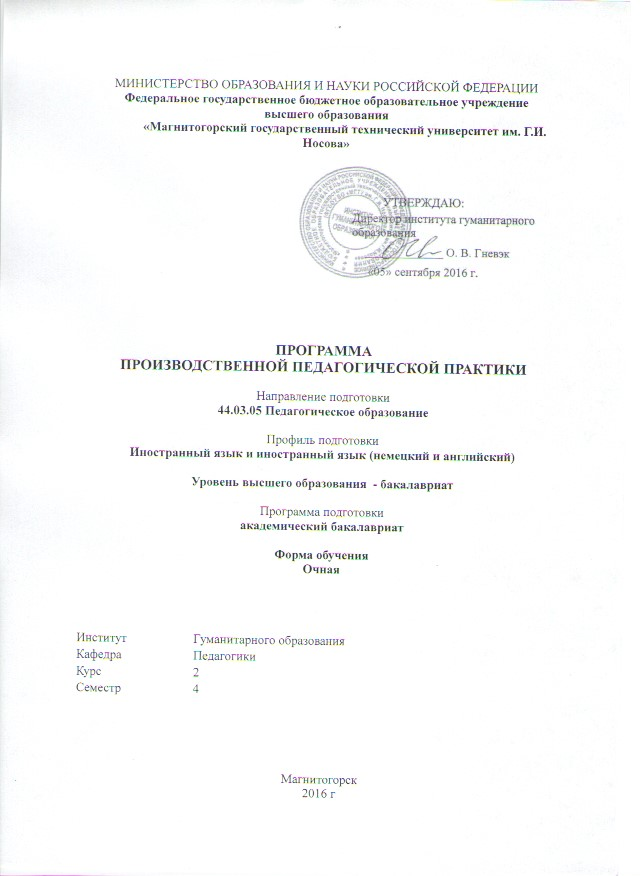 МИНИСТЕРСТВО ОБРАЗОВАНИЯ И НАУКИ РОССИЙСКОЙ ФЕДЕРАЦИИ
Федеральное государственное бюджетное образовательное учреждение
высшего образования
«Магнитогорский государственный технический университет им. Г.И.
Носова»
УТВЕРЖДАЮ:
Директор института гуманитарного
образования
О. В. Гневэк
«05» сентября 2016 г.
ПРОГРАММА
ПРОИЗВОДСТВЕННОЙ ПЕДАГОГИЧЕСКОЙ ПРАКТИКИ
Направление подготовки
44.03.05 Педагогическое образование
Профиль подготовки
Иностранный язык и иностранный язык (немецкий и английский)
Уровень высшего образования - бакалавриат
Программа подготовки
академический бакалавриат
Форма обучения
Очная
Институт Гуманитарного образования
Кафедра Педагогики
Курс 2
Семестр 4
Магнитогорск
2016 г